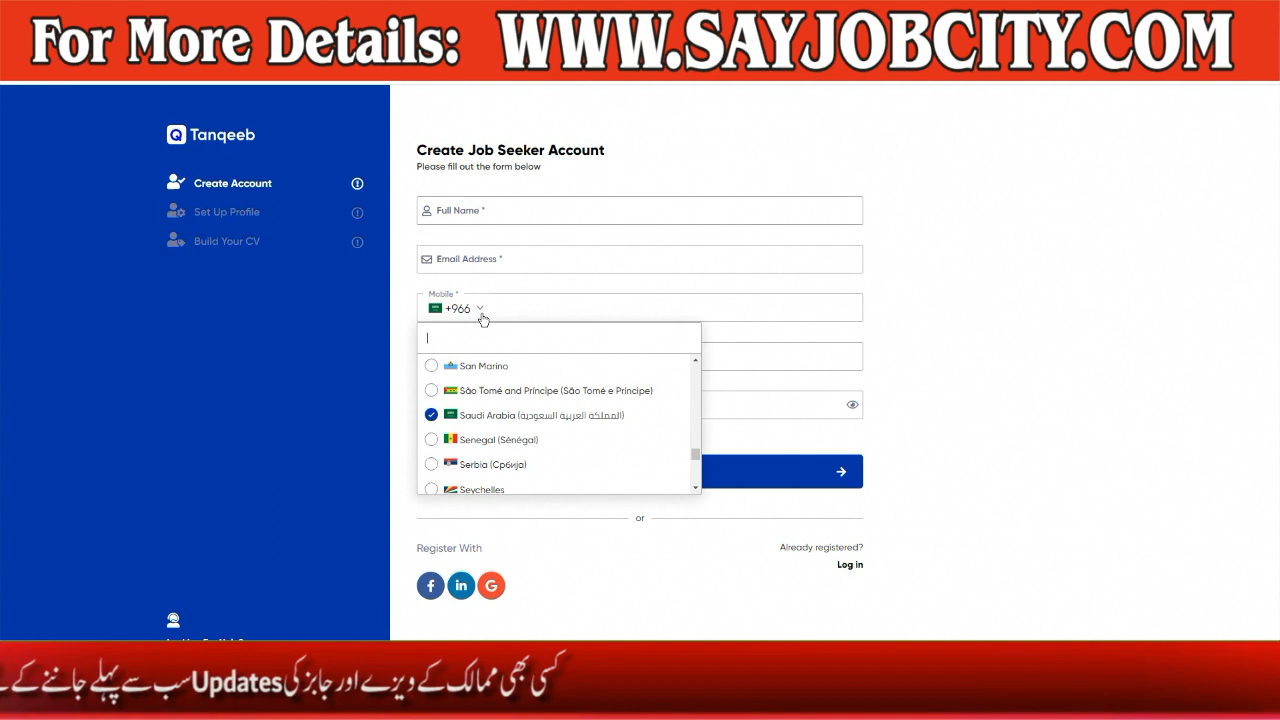 For More Details: WWW.SAYJOBCITY.COM
Tanqeeb
Create Account
Set Up Profile
Build Your CV
Create Job Seeker Account
Please fill out the form below
Full Name *
Email Address *
Mobile *
+966
San Marino
São Tomé and Príncipe (São Tomé e Príncipe)
Saudi Arabia (المملكة العربية السعودية)
Senegal (Sénégal)
Serbia (Србија)
Seychelles
or
Register With
Already registered?
Log in
کسی بھی ممالک کے ویزے اور جابز کی Updates سب سے پہلے جاننے کے